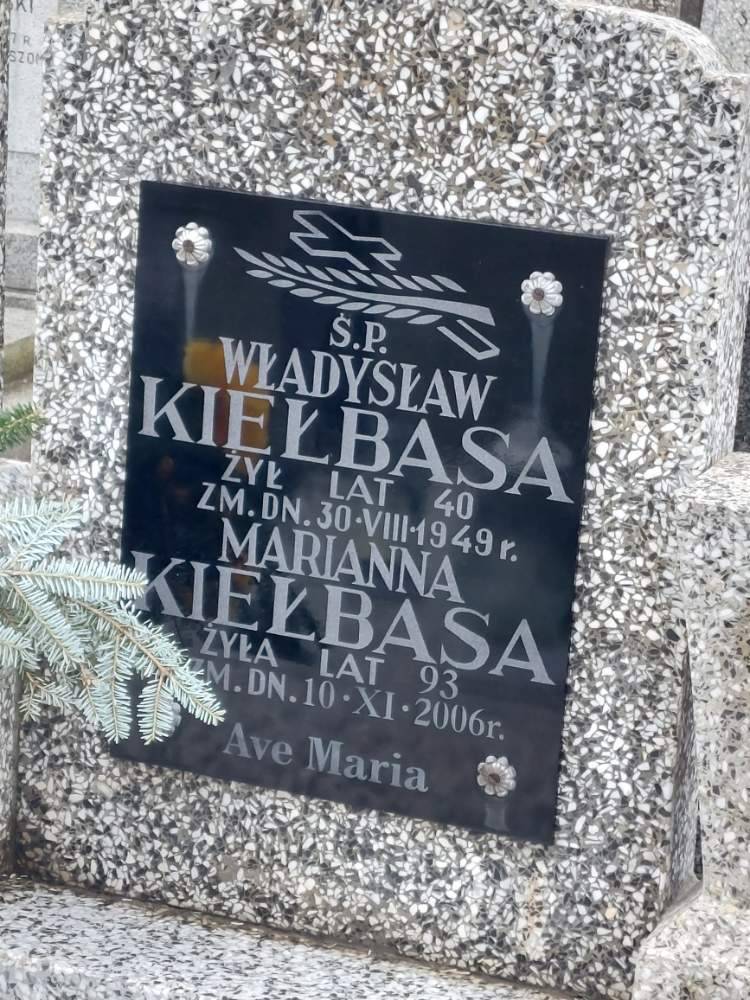 Ś.P.
WŁADYSŁAW
KIEŁBASA
ŻYŁ LAT 40
ZM. DN. 30·VIII·1949 r.
MARIANNA
KIEŁBASA
ŻYŁA LAT 93
ZM. DN. 10·XI·2006r.
Ave Maria